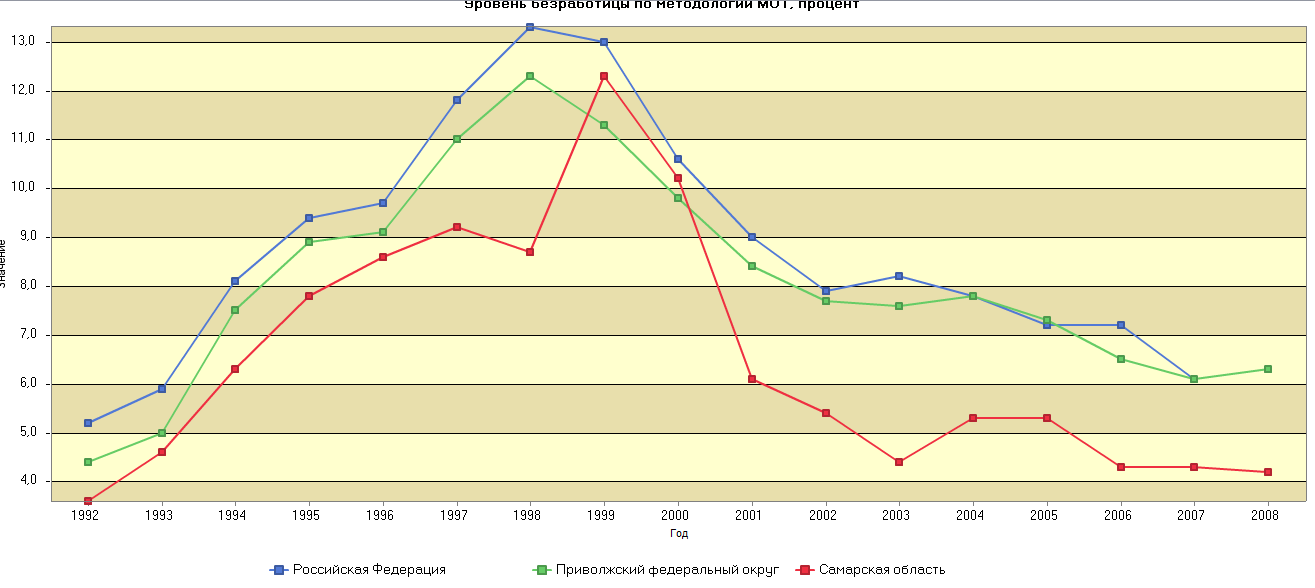 Уровень безработицы по методологии МОТ, процент
13,0
12,0
11,0
10,0
9,0
8,0
7,0
6,0
5,0
4,0
Значение
1992 1993 1994 1995 1996 1997 1998 1999 2000 2001 2002 2003 2004 2005 2006 2007 2008
Год
Российская Федерация Приволжский федеральный округ Самарская область